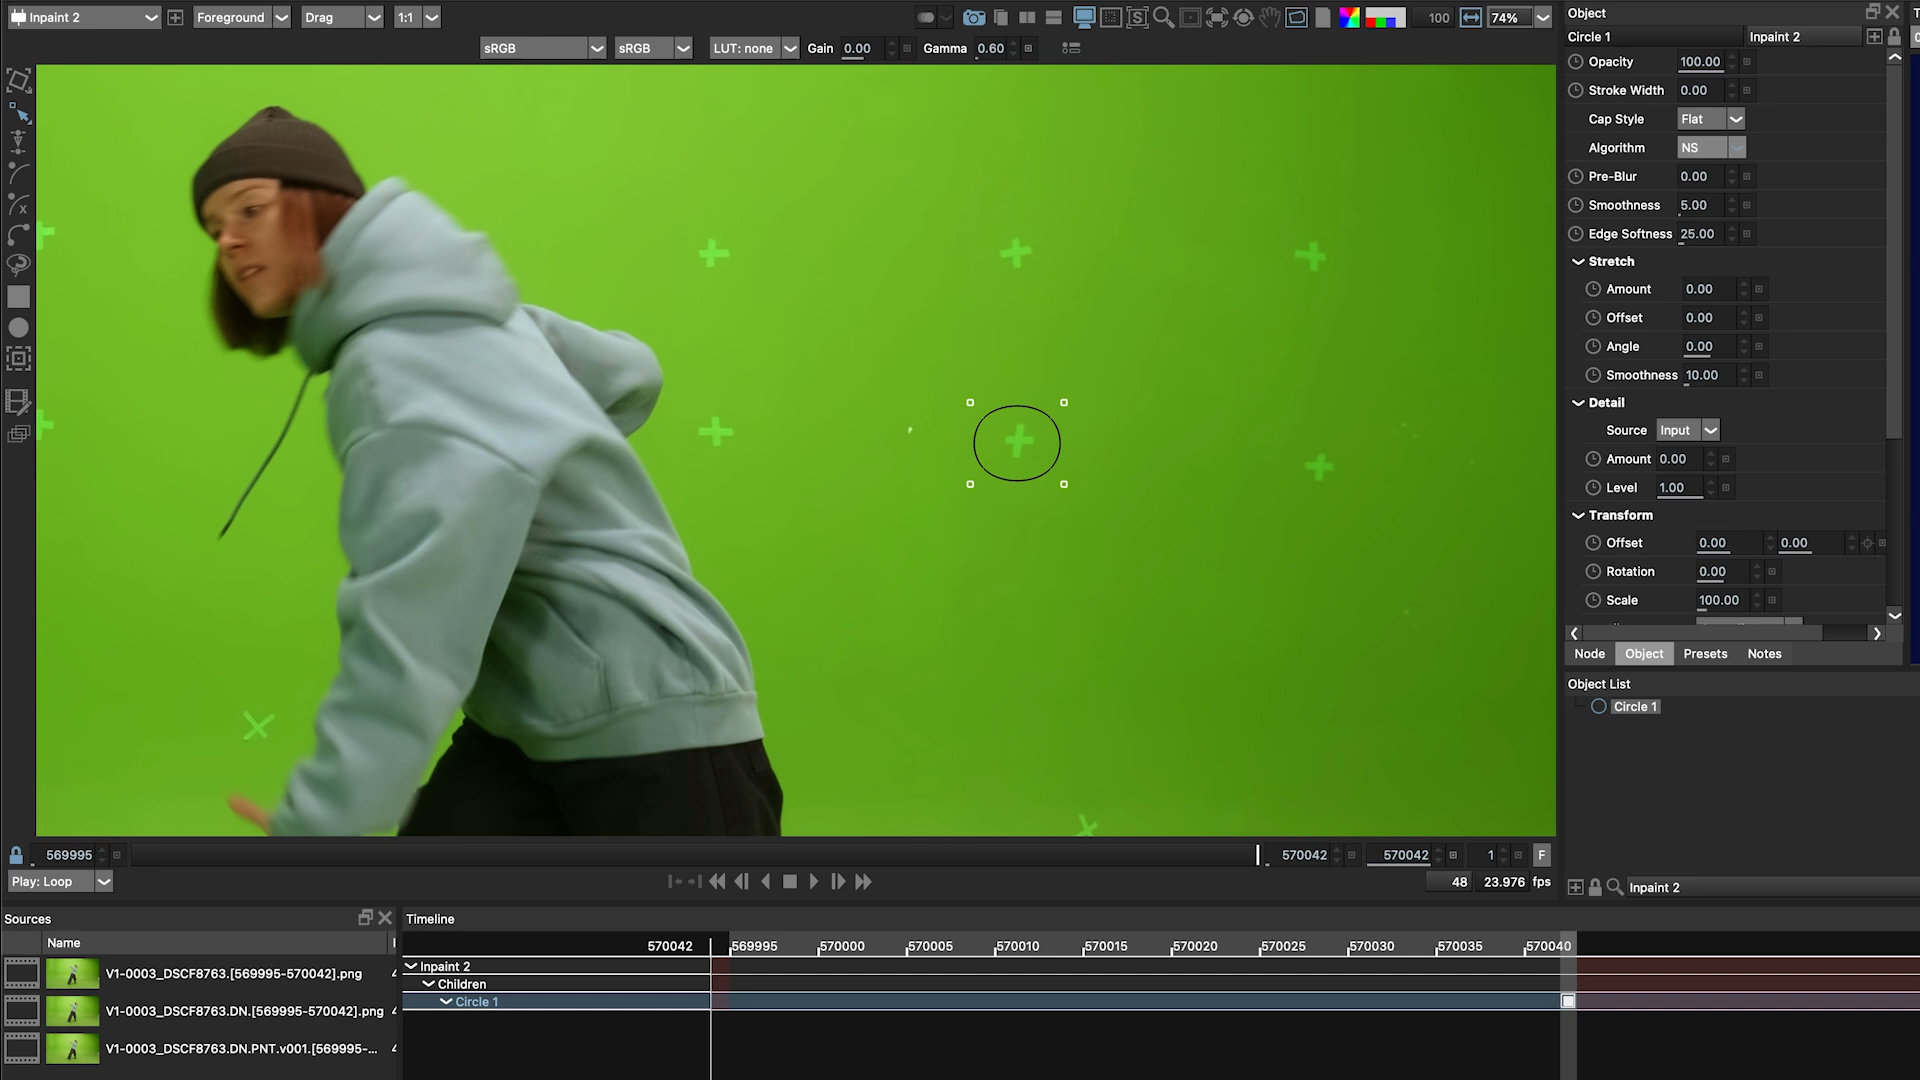 Inpaint 2 Foreground Drag 1:1 100 74%
sRGB sRGB LUT: none Gain 0.00 Gamma 0.60
Object
Circle 1 Inpaint 2
Opacity 100.00
Stroke Width 0.00
Cap Style Flat
Algorithm NS
Pre-Blur 0.00
Smoothness 5.00
Edge Softness 25.00
Stretch
Amount 0.00
Offset 0.00
Angle 0.00
Smoothness 10.00
Detail
Source Input
Amount 0.00
Level 1.00
Transform
Offset 0.00 0.00
Rotation 0.00
Scale 100.00
Node Object Presets Notes
Object List
Circle 1
Inpaint 2
569995 570042 570042 1 F
Play: Loop 48 23.976 fps
Sources
Name
V1-0003_DSCF8763.[569995-570042].png
V1-0003_DSCF8763.DN.[569995-570042].png
V1-0003_DSCF8763.DN.PNT.v001.[569995-...
Timeline
570042 569995 570000 570005 570010 570015 570020 570025 570030 570035 570040
Inpaint 2
Children
Circle 1